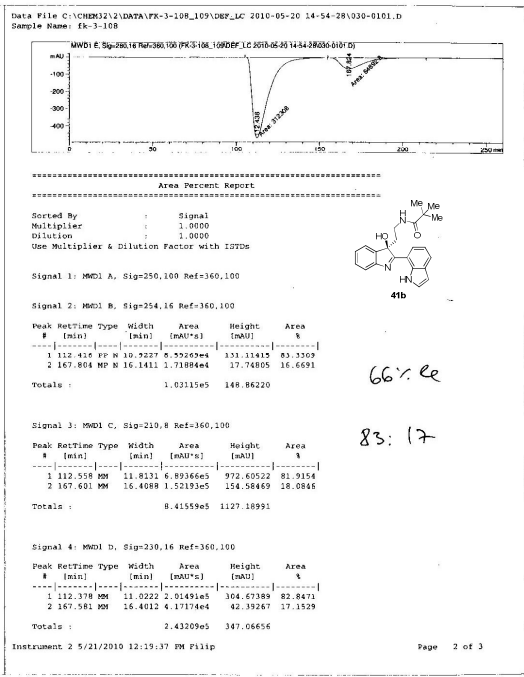 Data File C:\CHEM32\2\DATA\FK-3-108_109\DEF_LC 2010-05-20 14-54-28\030-0101.D
Sample Name: fk-3-108
MWD1 E, Sig=280,16 Ref=360,100 (FK-3-108_109\DEF_LC 2010-05-20 14-54-28\030-0101.D)
mAU
-100
-200
-300
-400
112.438
Area: 312308
167.824
0 50 100 150 200 250 min
Area Percent Report
Sorted By : Signal
Multiplier : 1.0000
Dilution : 1.0000
Use Multiplier & Dilution Factor with ISTDs
Me Me
Me
H
N
O
HO
N
HN
41b
Signal 1: MWD1 A, Sig=250,100 Ref=360,100
Signal 2: MWD1 B, Sig=254,16 Ref=360,100
Peak RetTime Type Width Area Height Area
# [min] [min] [mAU*s] [mAU] %
1 112.416 PP N 10.9227 8.59269e4 131.11415 83.3309
2 167.804 MP N 16.1411 1.71884e4 17.74805 16.6691
Totals : 1.03115e5 148.86220
66% ee
83:17
Signal 3: MWD1 C, Sig=210,8 Ref=360,100
Peak RetTime Type Width Area Height Area
# [min] [min] [mAU*s] [mAU] %
1 112.558 MM 11.8131 6.89366e5 972.60522 81.9154
2 167.601 MM 16.4088 1.52193e5 154.58469 18.0846
Totals : 8.41559e5 1127.18991
Signal 4: MWD1 D, Sig=230,16 Ref=360,100
Peak RetTime Type Width Area Height Area
# [min] [min] [mAU*s] [mAU] %
1 112.378 MM 11.0222 2.01491e5 304.67389 82.8471
2 167.581 MM 16.4012 4.17174e4 42.39267 17.1529
Totals : 2.43209e5 347.06656
Instrument 2 5/21/2010 12:19:37 PM Filip Page 2 of 3